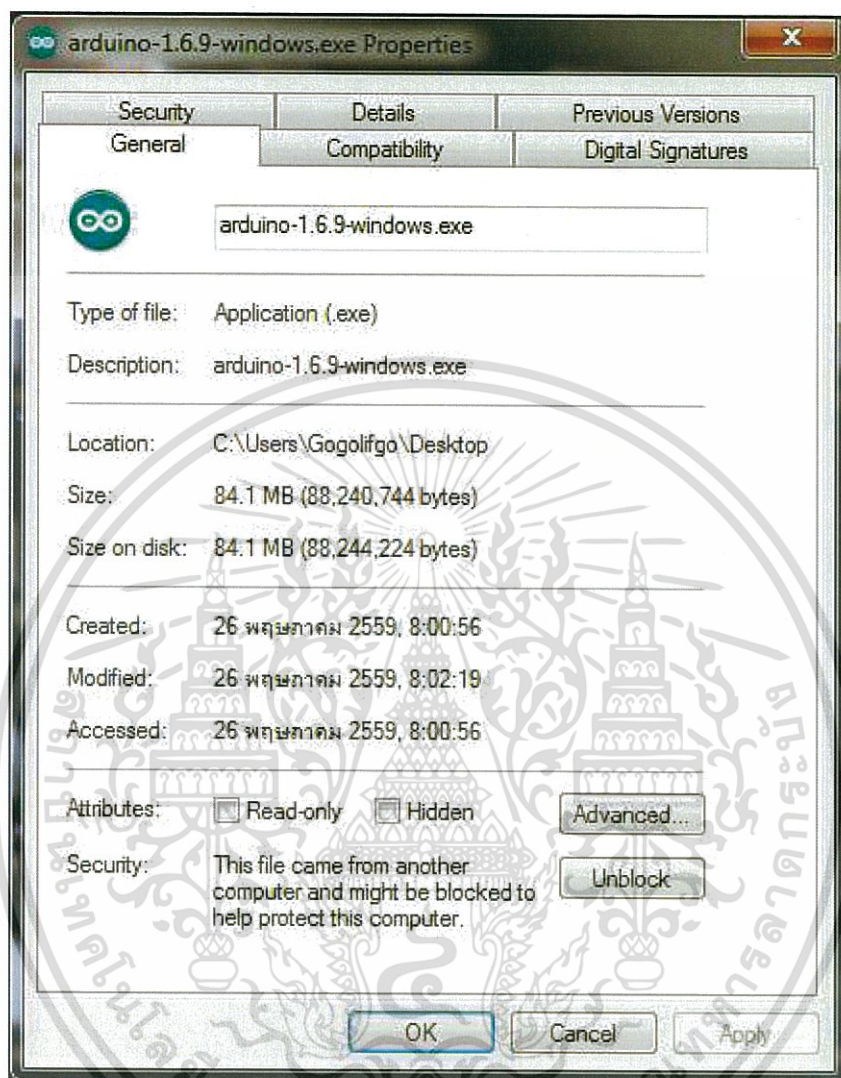 arduino-1.6.9-windows.exe Properties
Security Details Previous Versions
General Compatibility Digital Signatures
arduino-1.6.9-windows.exe
Type of file: Application (.exe)
Description: arduino-1.6.9-windows.exe
Location: C:\Users\Gogolifgo\Desktop
Size: 84.1 MB (88,240,744 bytes)
Size on disk: 84.1 MB (88,244,224 bytes)
Created: 26 พฤษภาคม 2559, 8:00:56
Modified: 26 พฤษภาคม 2559, 8:02:19
Accessed: 26 พฤษภาคม 2559, 8:00:56
Attributes: Read-only Hidden Advanced...
Security: This file came from another
computer and might be blocked to
help protect this computer.
Unblock
OK Cancel Apply